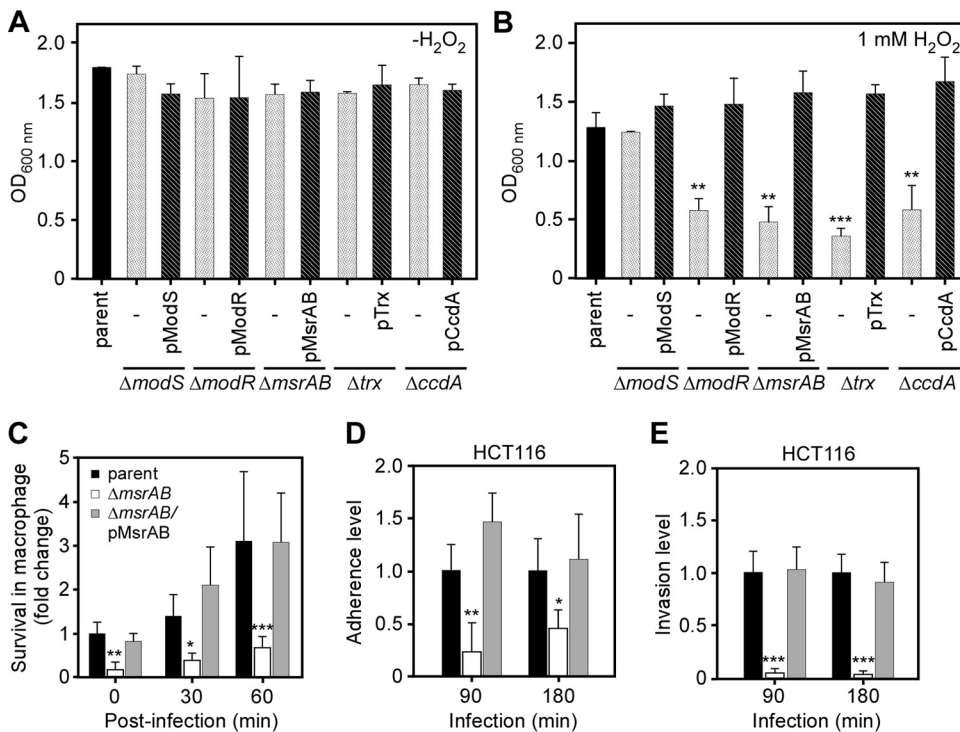 A
-H₂O₂
OD₆₀₀ ₙₘ
2.0
1.5
1.0
0.5
0
parent
-
pModS
-
pModR
-
pMsrAB
-
pTrx
-
pCcdA
ΔmodS ΔmodR ΔmsrAB Δtrx ΔccdA
B
1 mM H₂O₂
OD₆₀₀ ₙₘ
2.0
1.5
1.0
0.5
0
** ** *** **
parent
-
pModS
-
pModR
-
pMsrAB
-
pTrx
-
pCcdA
ΔmodS ΔmodR ΔmsrAB Δtrx ΔccdA
C
Survival in macrophage
(fold change)
5
4
3
2
1
0
parent
ΔmsrAB
ΔmsrAB/
pMsrAB
** * ***
0 30 60
Post-infection (min)
D
HCT116
Adherence level
2.0
1.5
1.0
0.5
0
** *
90 180
Infection (min)
E
HCT116
Invasion level
2.0
1.5
1.0
0.5
0
*** ***
90 180
Infection (min)